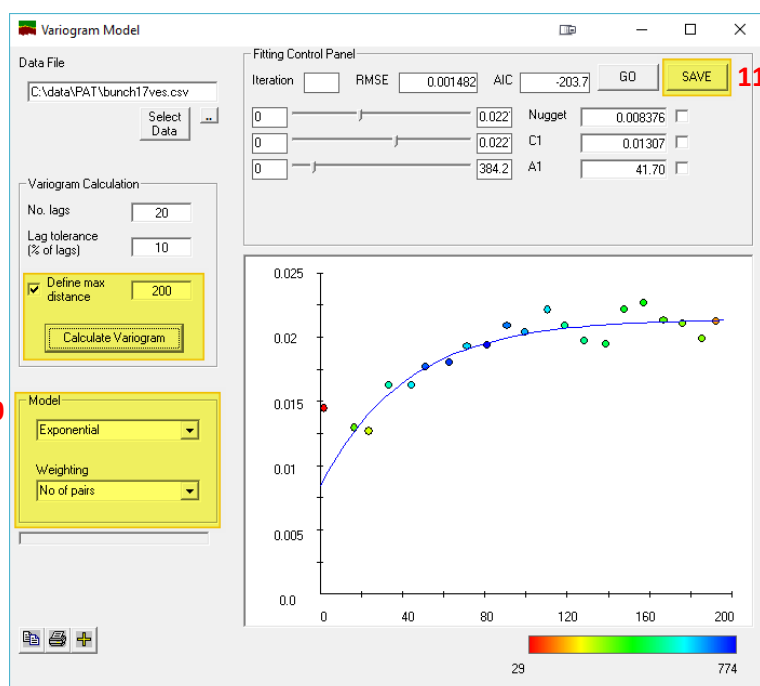 Variogram Model
Data File
C:\data\PAT\bunch17ves.csv
Select
Data
..
Variogram Calculation
No. lags 20
Lag tolerance
(% of lags) 10
Define max
distance 200
Calculate Variogram
Model
Exponential
Weighting
No of pairs
Fitting Control Panel
Iteration RMSE 0.001482 AIC -203.7 GO SAVE 11
0 0.022 Nugget 0.008376
0 0.022 C1 0.01307
0 384.2 A1 41.70
0.025
0.02
0.015
0.01
0.005
0.0
0 40 80 120 160 200
29 774